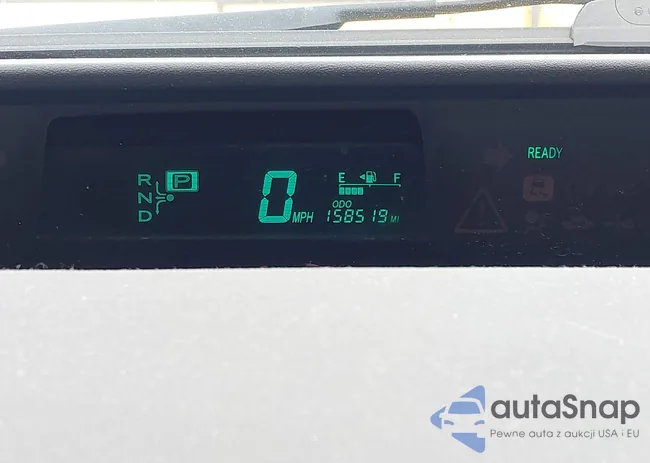 R P
N
D
0 MPH
E F
ODO
158519 MI
READY
autaSnap
Pewne auta z aukcji USA i EU